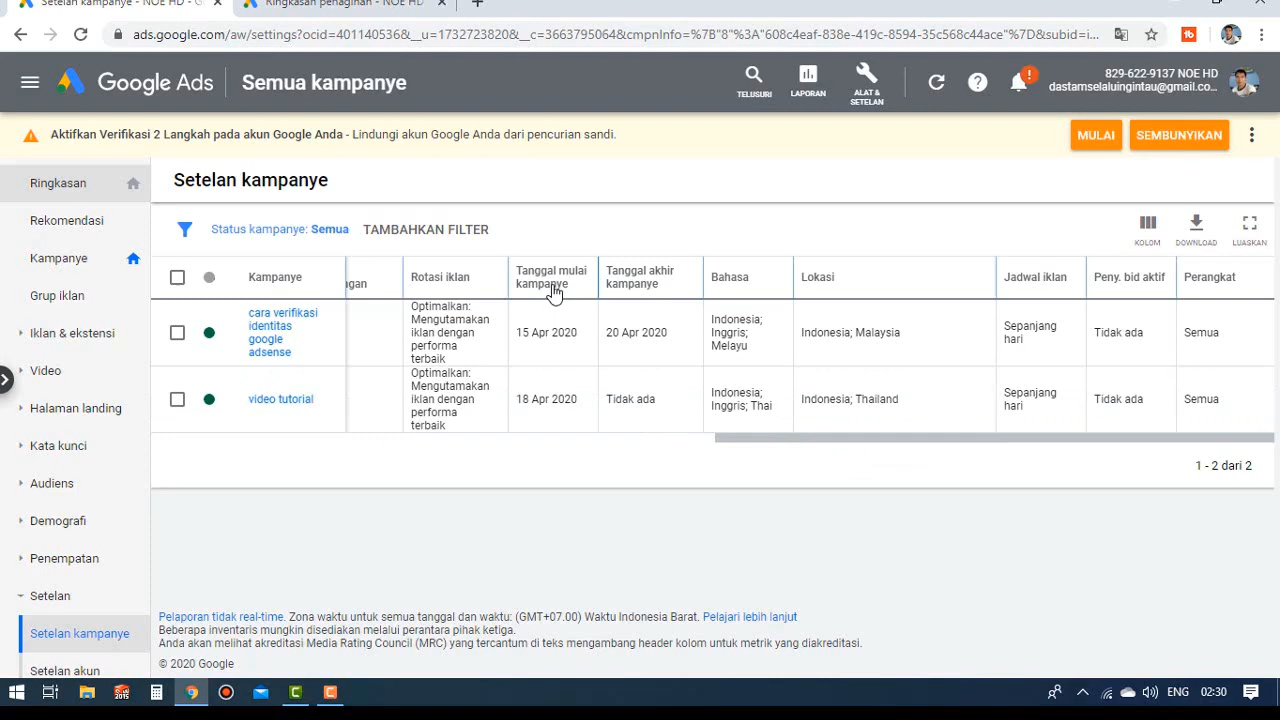 Setelan kampanye - NOE HD - G
Ringkasan penagihan - NOE HD
ads.google.com/aw/settings?ocid=401140536&__u=1732723520&__c=3663795064&cmpnInfo=%7B"8"%3A"608c4eaf-838e-419c-8594-35c568c44ace"%7D&subid=i...
Google Ads
Semua kampanye
TELUSURI
LAPORAN
ALAT &
SETELAN
!
829-622-9137 NOE HD
dastamselaluingintau@gmail.co...
Aktifkan Verifikasi 2 Langkah pada akun Google Anda - Lindungi akun Google Anda dari pencurian sandi.
MULAI
SEMBUNYIKAN
Ringkasan
Rekomendasi
Kampanye
Grup iklan
Iklan & ekstensi
Video
Halaman landing
Kata kunci
Audiens
Demografi
Penempatan
Setelan
Setelan kampanye
Setelan akun
Setelan kampanye
Status kampanye: Semua
TAMBAHKAN FILTER
KOLOM
DOWNLOAD
LUASKAN
Kampanye
ngan
Rotasi iklan
Tanggal mulai
kampanye
Tanggal akhir
kampanye
Bahasa
Lokasi
Jadwal iklan
Peny. bid aktif
Perangkat
cara verifikasi
identitas
google
adsense
Optimalkan:
Mengutamakan
iklan dengan
performa
terbaik
15 Apr 2020
20 Apr 2020
Indonesia;
Inggris;
Melayu
Indonesia; Malaysia
Sepanjang
hari
Tidak ada
Semua
video tutorial
Optimalkan:
Mengutamakan
iklan dengan
performa
terbaik
18 Apr 2020
Tidak ada
Indonesia;
Inggris; Thai
Indonesia; Thailand
Sepanjang
hari
Tidak ada
Semua
1 - 2 dari 2
Pelaporan tidak real-time. Zona waktu untuk semua tanggal dan waktu: (GMT+07.00) Waktu Indonesia Barat. Pelajari lebih lanjut
Beberapa inventaris mungkin disediakan melalui perantara pihak ketiga.
Anda akan melihat akreditasi Media Rating Council (MRC) yang tercantum di teks mengambang header kolom untuk metrik yang diakreditasi.
© 2020 Google
2015
ENG
02:30